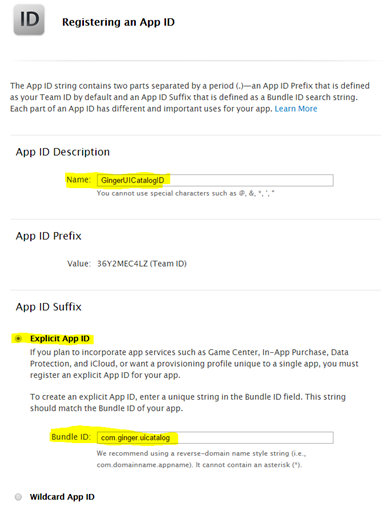 ID
Registering an App ID
The App ID string contains two parts separated by a period (.)—an App ID Prefix that is defined
as your Team ID by default and an App ID Suffix that is defined as a Bundle ID search string.
Each part of an App ID has different and important uses for your app. Learn More
App ID Description
Name: GingerUICatalogID
You cannot use special characters such as @, &, *, ', "
App ID Prefix
Value: 36Y2MEC4LZ (Team ID)
App ID Suffix
Explicit App ID
If you plan to incorporate app services such as Game Center, In-App Purchase, Data
Protection, and iCloud, or want a provisioning profile unique to a single app, you must
register an explicit App ID for your app.
To create an explicit App ID, enter a unique string in the Bundle ID field. This string
should match the Bundle ID of your app.
Bundle ID: com.ginger.uicatalog
We recommend using a reverse-domain name style string (i.e.,
com.domainname.appname). It cannot contain an asterisk (*).
Wildcard App ID